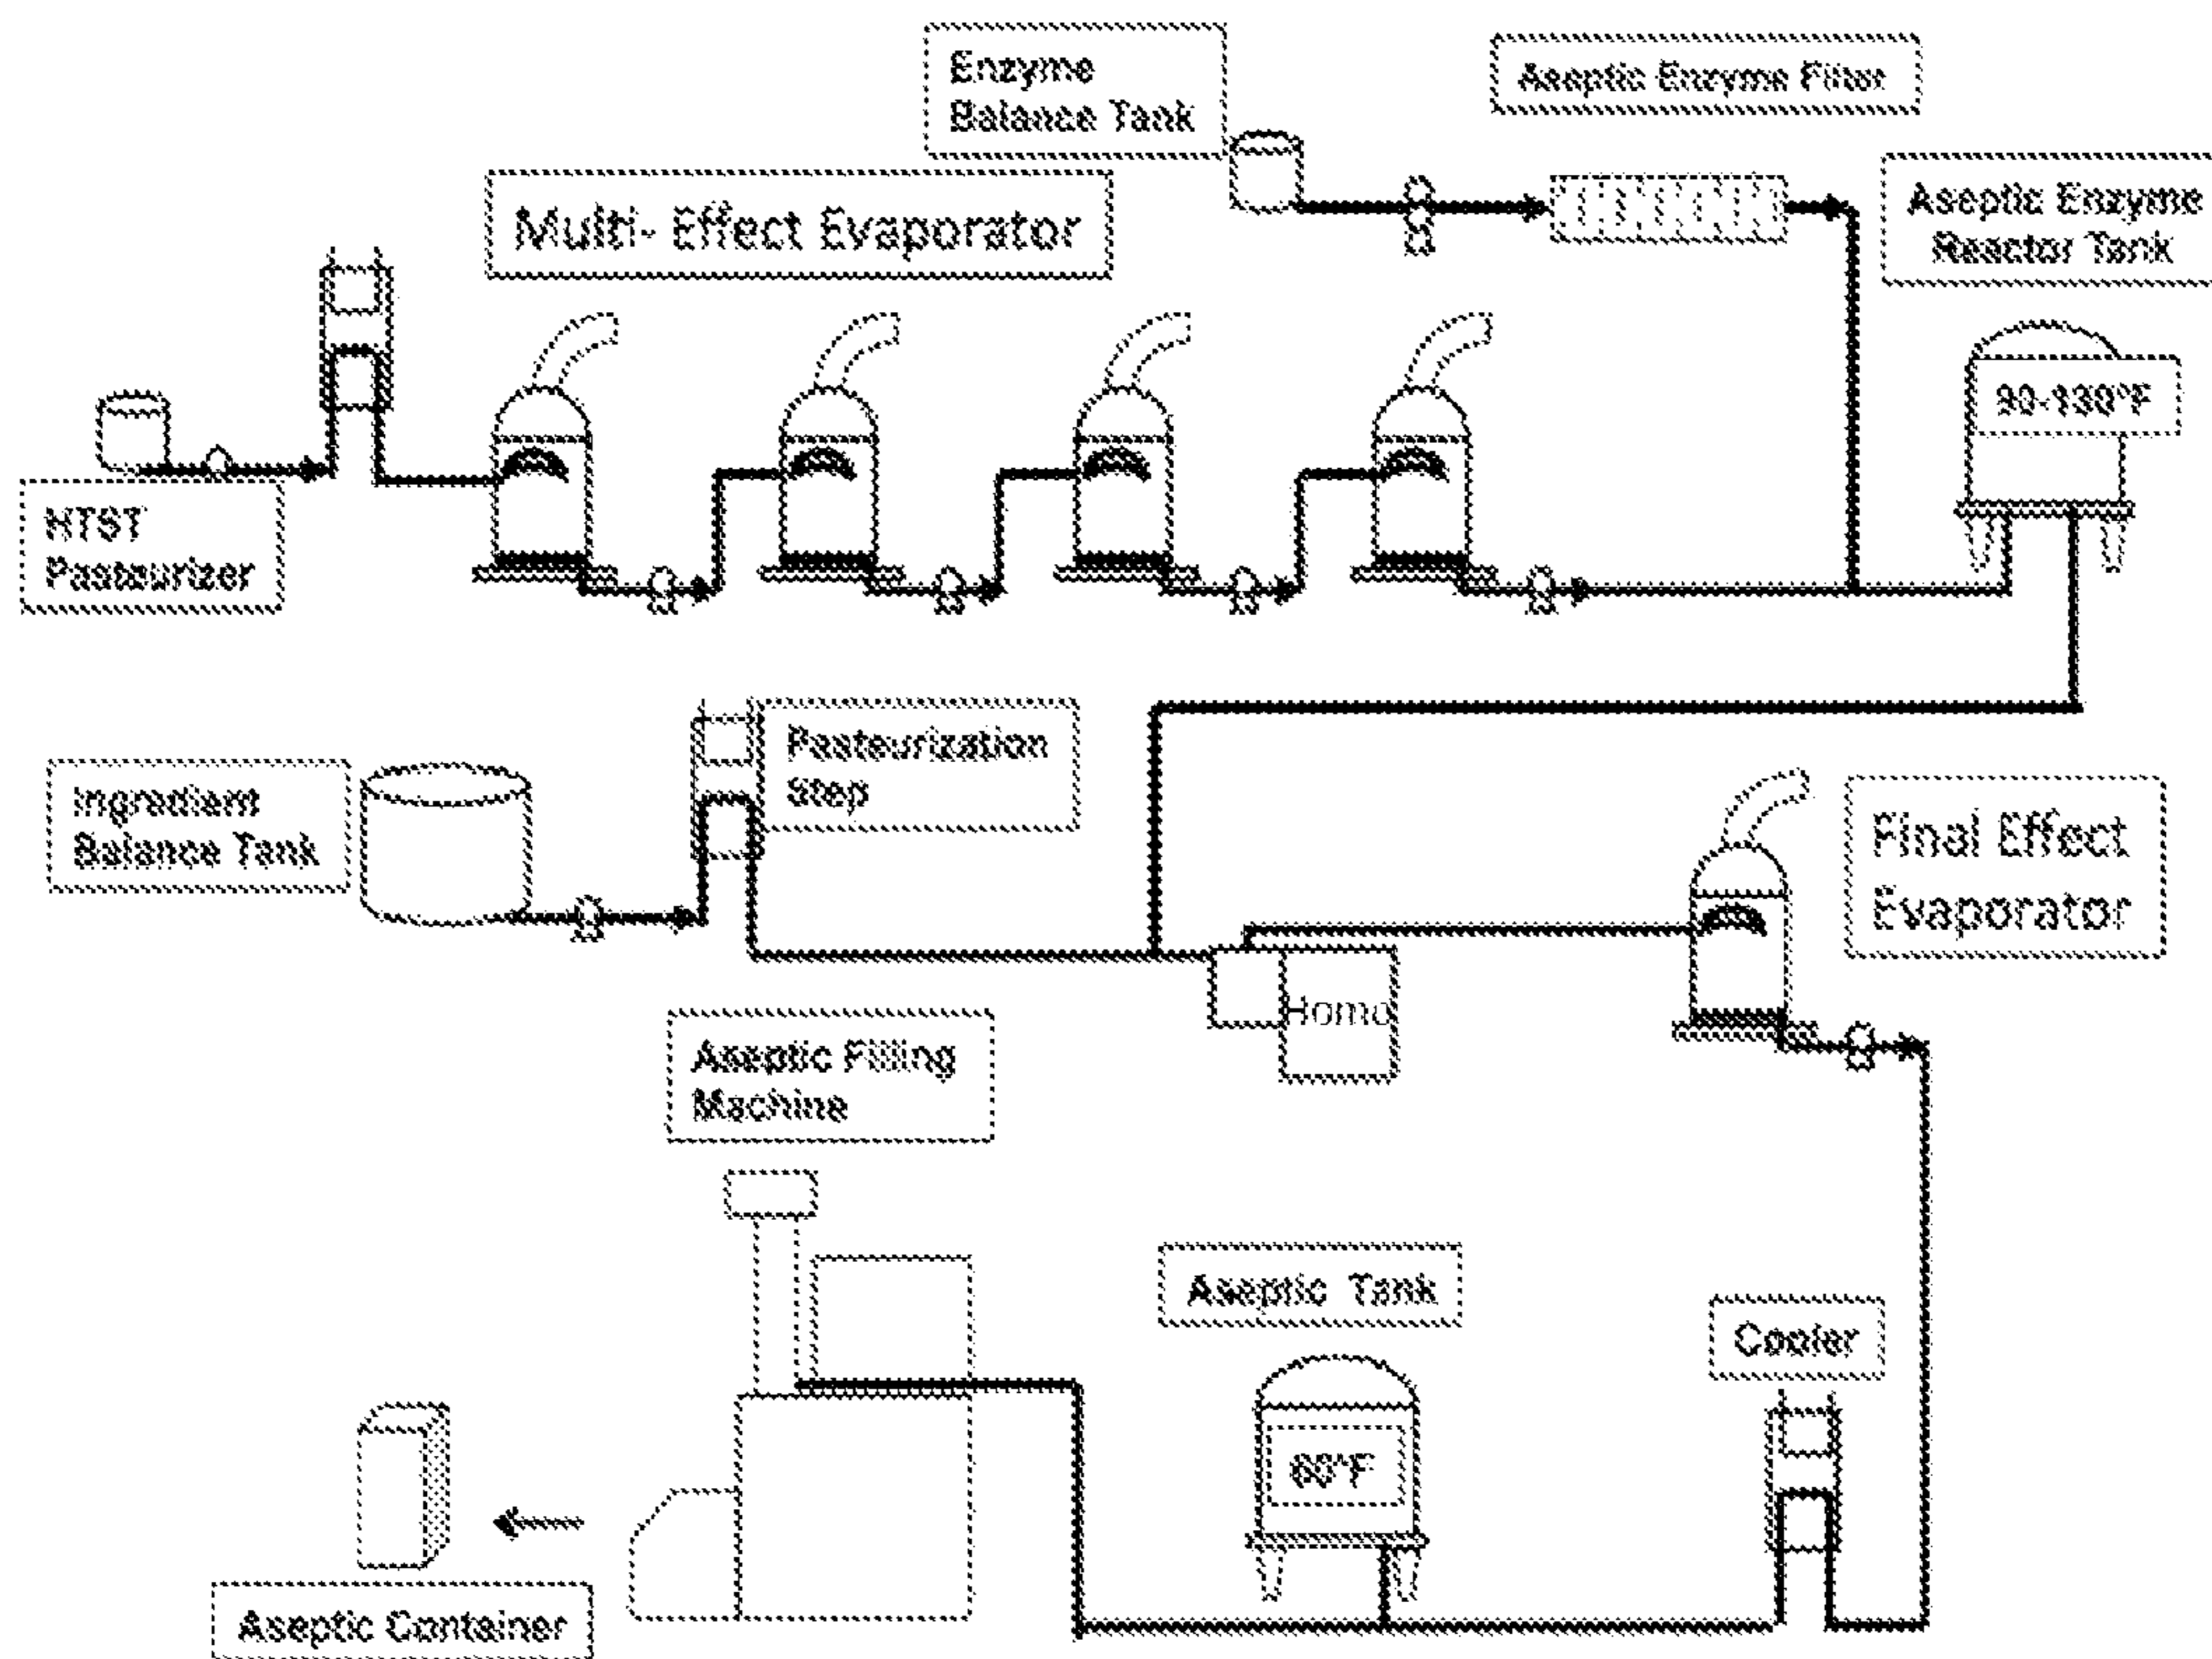 Enzyme
Balance Tank
Aseptic Enzyme Filter
Multi- Effect Evaporator
Aseptic Enzyme
Reactor Tank
90-130°F
HTST
Pasteurizer
Pasteurization
Step
Ingredient
Balance Tank
Final Effect
Evaporator
Homo
Aseptic Filling
Machine
Aseptic Tank
Cooler
Aseptic Container